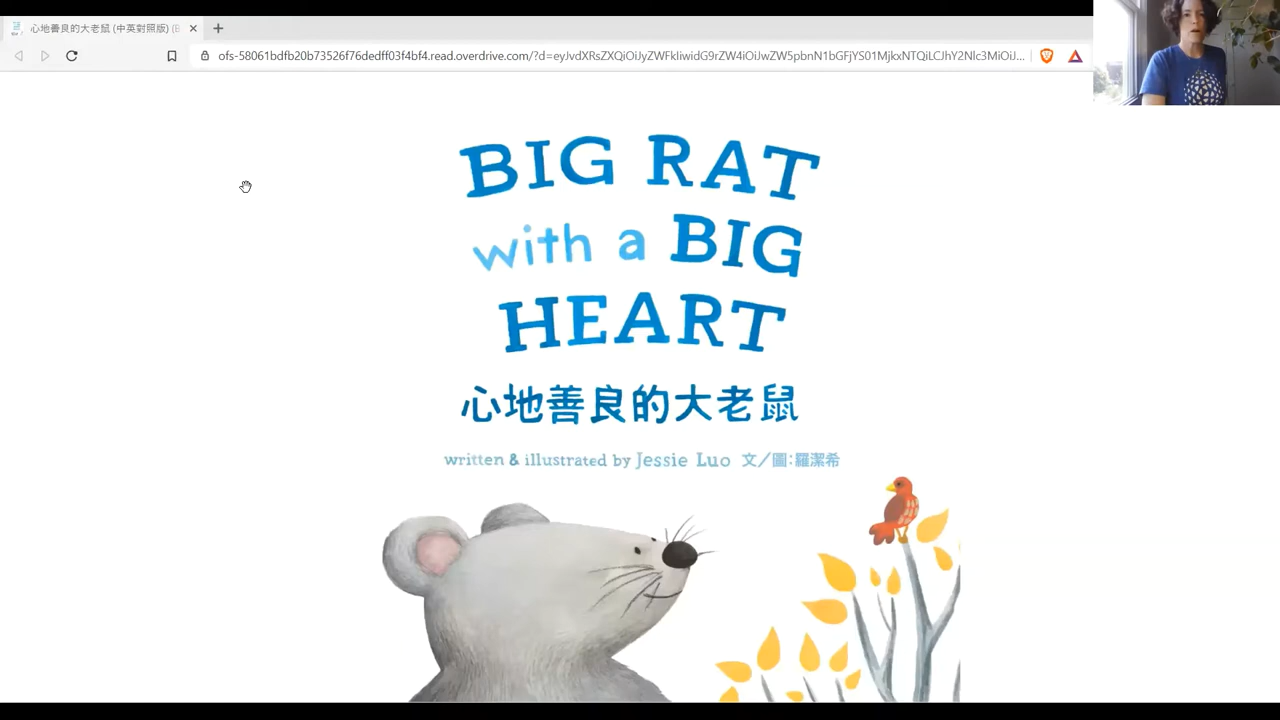 心地善良的大老鼠 (中英對照版) (B
ofs-58061bdfb20b73526f76dedff03f4bf4.read.overdrive.com/?d=eyJvdXRsZXQiOiJyZWFkIiwidG9rZW4iOiJwZW5pbnN1bGFjYS01MjkxNTQiLCJhY2Nlc3MiOiJ...
BIG RAT
with a BIG
HEART
心地善良的大老鼠
written & illustrated by Jessie Luo 文／圖：羅潔希